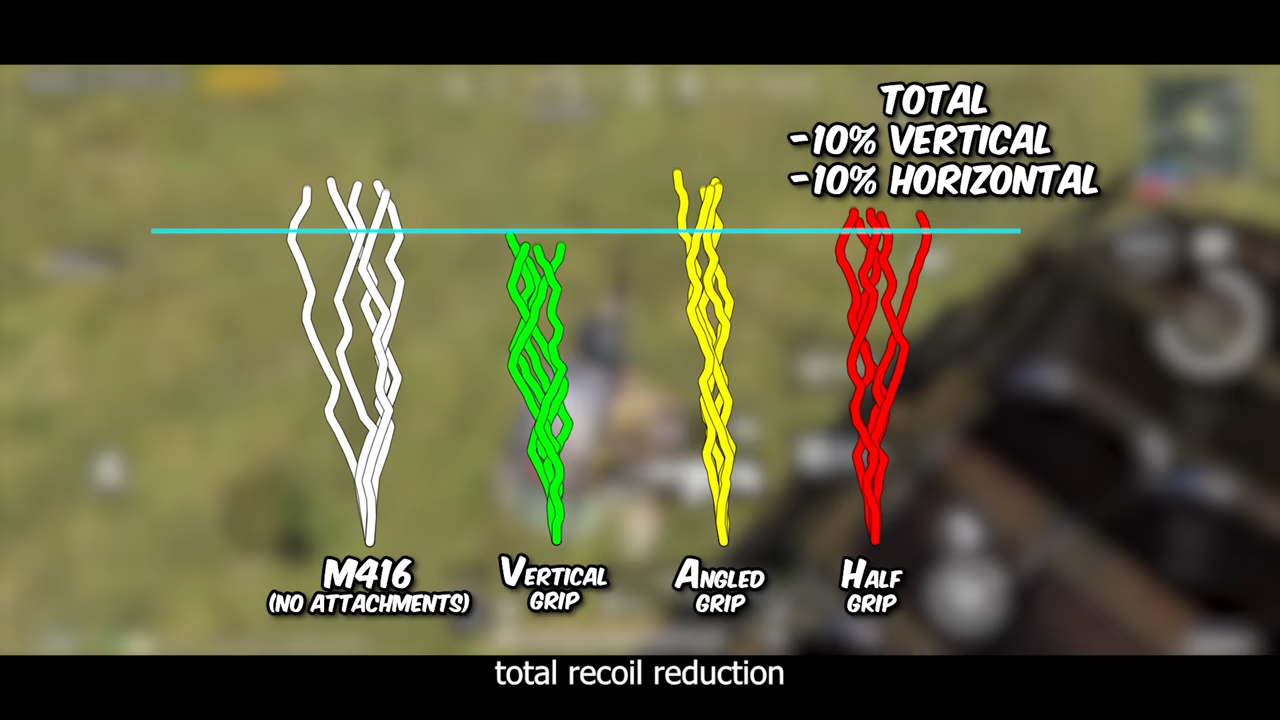 TOTAL
-10% VERTICAL
-10% HORIZONTAL
M416
(NO ATTACHMENTS)
VERTICAL
GRIP
ANGLED
GRIP
HALF
GRIP
total recoil reduction